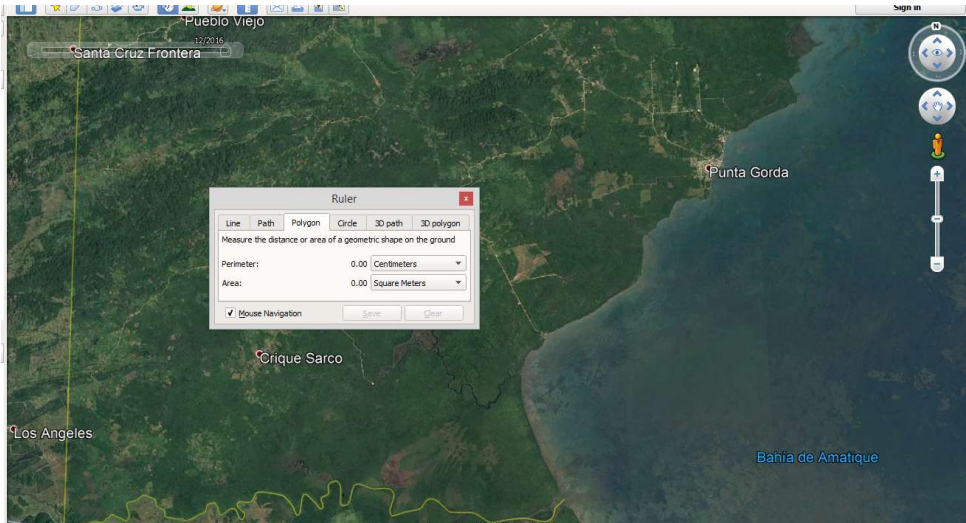 Sign in
Pueblo Viejo
12/2016
Santa Cruz Frontera
N
Punta Gorda
Ruler
Line Path Polygon Circle 3D path 3D polygon
Measure the distance or area of a geometric shape on the ground
Perimeter: 0.00 Centimeters
Area: 0.00 Square Meters
Mouse Navigation Save Clear
Crique Sarco
Los Angeles
Bahía de Amatique